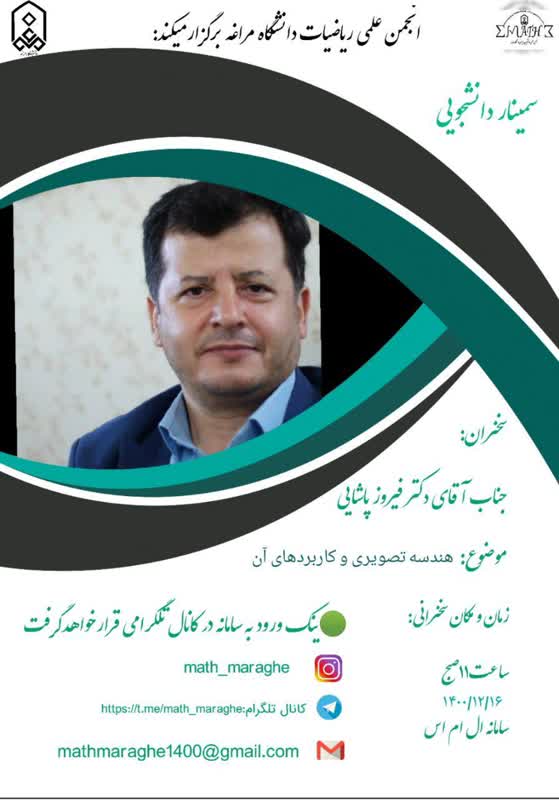 انجمن علمی ریاضیات دانشگاه مراغه برگزار میکند:
MATH
سمینار دانشجویی
سخنران:
جناب آقای دکتر فیروز پاشایی
موضوع: هندسه تصویری و کاربردهای آن
زمان و مکان سخنرانی:
ساعت ۱۱ صبح
۱۴۰۰/۱۲/۱۶
سامانه ال ام اس
ینک ورود به سامانه در کانال تلگرامی قرار خواهد گرفت
math_maraghe
کانال تلگرام:https://t.me/math_maraghe
mathmaraghe1400@gmail.com